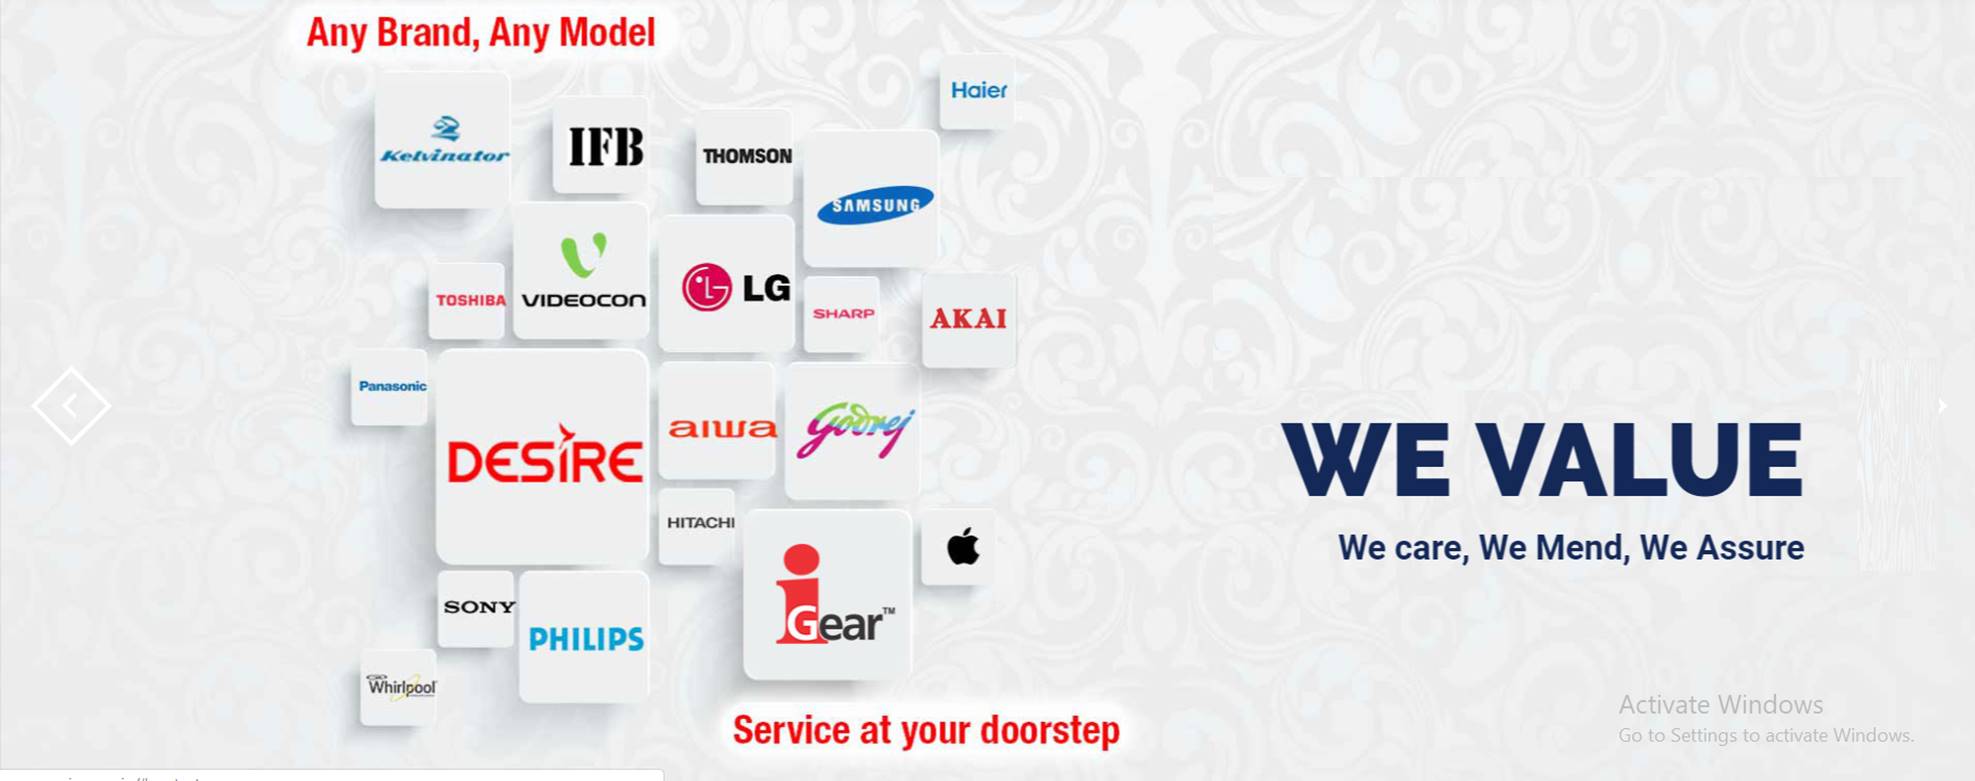 Any Brand, Any Model
Haier
Kelvinator
IFB
THOMSON
SAMSUNG
TOSHIBA
VIDEOCON
LG
SHARP
AKAI
Panasonic
DESIRE
aiwa
Godrej
HITACHI
iGear™
SONY
PHILIPS
Whirlpool
Service at your doorstep
WE VALUE
We care, We Mend, We Assure
Activate Windows
Go to Settings to activate Windows.